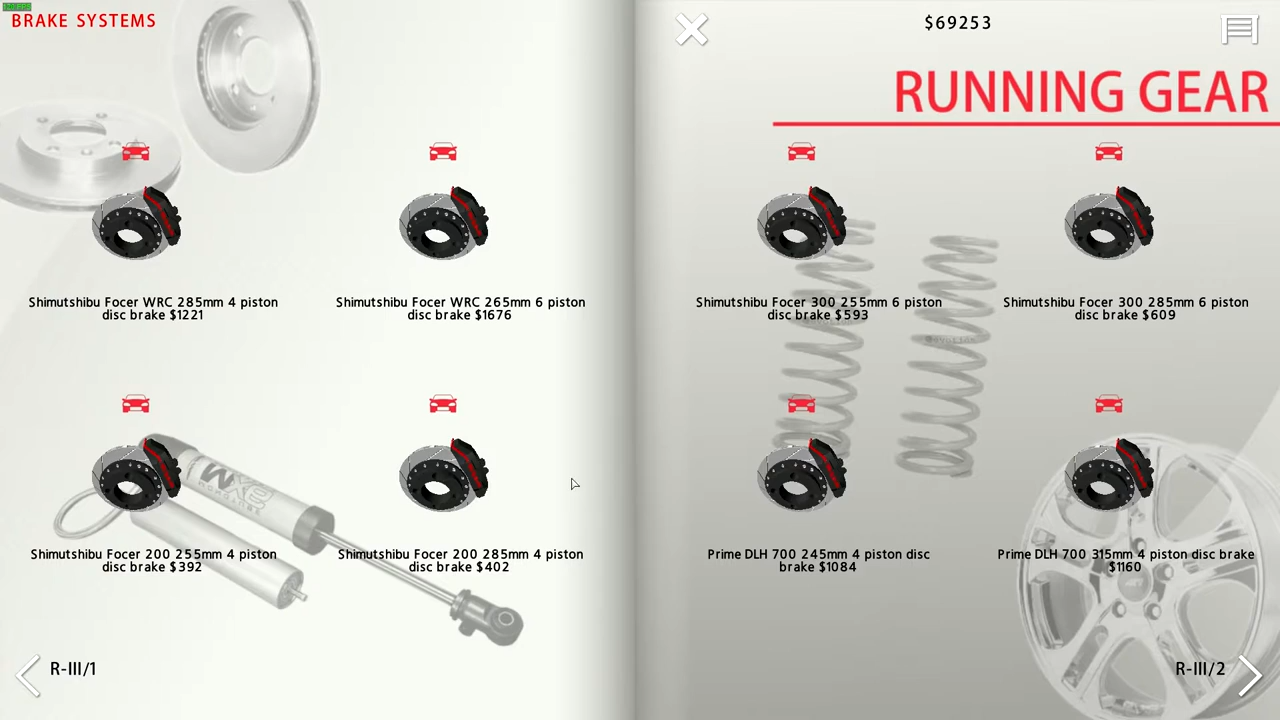 BRAKE SYSTEMS
$69253
RUNNING GEAR
Shimutshibu Focer WRC 285mm 4 piston
disc brake $1221
Shimutshibu Focer WRC 265mm 6 piston
disc brake $1676
Shimutshibu Focer 300 255mm 6 piston
disc brake $593
Shimutshibu Focer 300 285mm 6 piston
disc brake $609
Shimutshibu Focer 200 255mm 4 piston
disc brake $392
Shimutshibu Focer 200 285mm 4 piston
disc brake $402
Prime DLH 700 245mm 4 piston disc
brake $1084
Prime DLH 700 315mm 4 piston disc brake
$1160
R-III/1
R-III/2